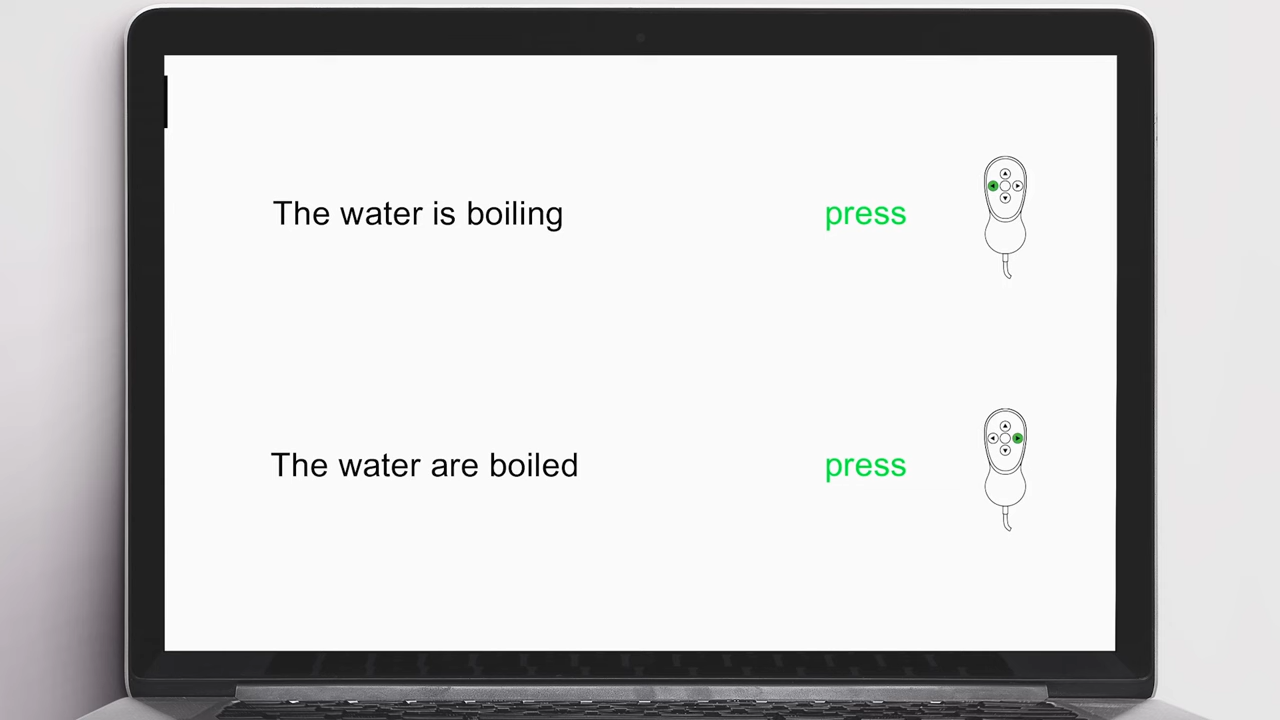 The water is boiling press
The water are boiled press